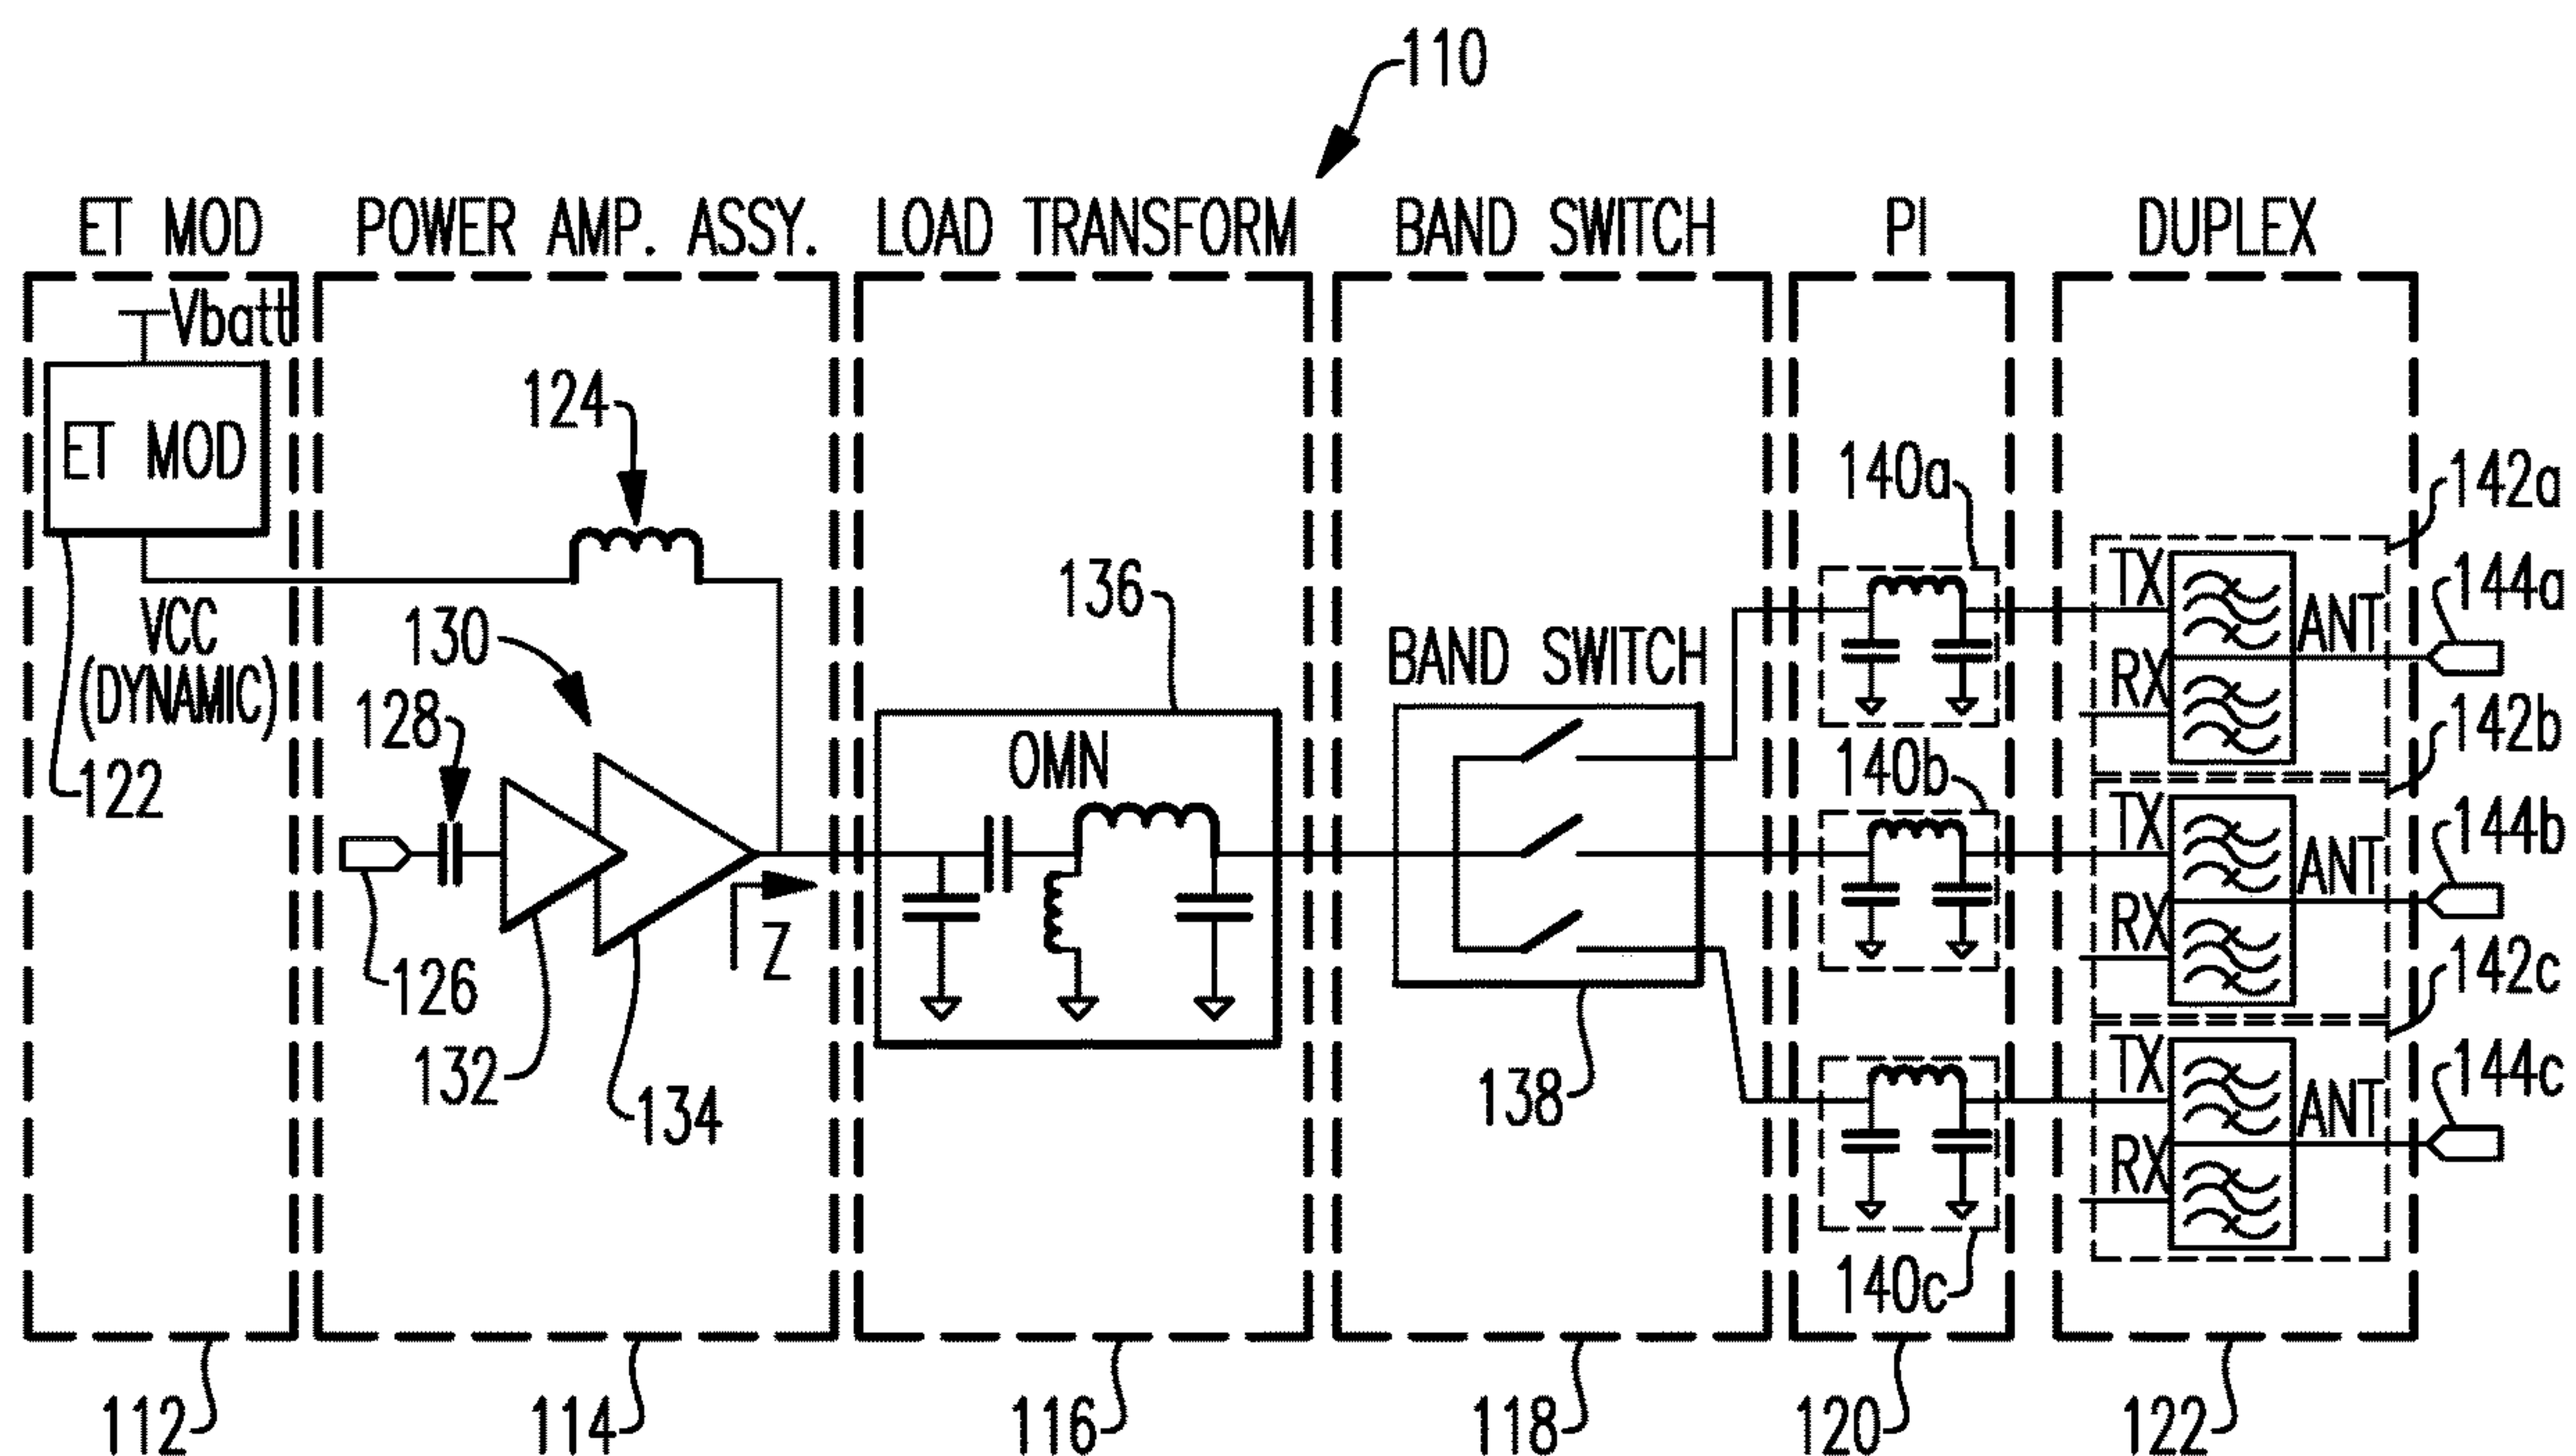 110
ET MOD
POWER AMP. ASSY.
LOAD TRANSFORM
BAND SWITCH
PI
DUPLEX
Vbatt
ET MOD
VCC
(DYNAMIC)
122
124
130
128
126
132
134
Z
136
OMN
BAND SWITCH
138
140a
140b
140c
TX
RX
ANT
142a
144a
TX
RX
ANT
142b
144b
TX
RX
ANT
142c
144c
112
114
116
118
120
122